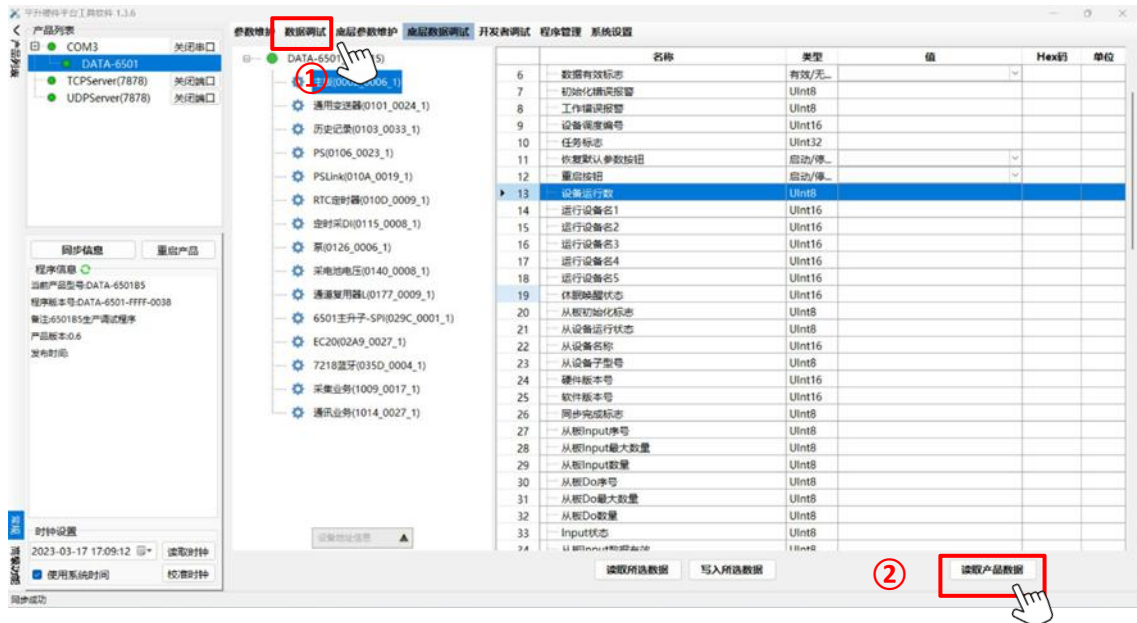 平升硬件平台工具软件 1.3.6
产品列表
产品列表
COM3 关闭串口
DATA-6501
TCPServer(7878) 关闭端口
UDPServer(7878) 关闭端口
同步信息 重启产品
程序信息
当前产品型号:DATA-6501B5
程序版本号:DATA-6501-FFFF-0038
备注:6501B5生产调试程序
产品版本:0.6
发布时间:
常规
时钟设置
2023-03-17 17:09:12 读取时钟
使用系统时间 校准时钟
同步成功
参数维护 数据调试 底层参数维护 底层数据调试 开发者调试 程序管理 系统设置
①
通用变送器(0101_0024_1)
历史记录(0103_0033_1)
PS(0106_0023_1)
PSLink(010A_0019_1)
RTC定时器(010D_0009_1)
定时采DI(0115_0008_1)
泵(0126_0006_1)
采电池电压(0140_0008_1)
通道复用器L(0177_0009_1)
6501主升子-SPI(029C_0001_1)
EC20(02A9_0027_1)
7218蓝牙(035D_0004_1)
采集业务(1009_0017_1)
通讯业务(1014_0027_1)
设备地址信息
名称 类型 值 Hex码 单位
6 数据有效标志 有效/无...
7 初始化错误报警 UInt8
8 工作错误报警 UInt8
9 设备调度编号 UInt16
10 任务标志 UInt32
11 恢复默认参数按钮 启动/停...
12 重启按钮 启动/停...
13 设备运行数 UInt8
14 运行设备名1 UInt16
15 运行设备名2 UInt16
16 运行设备名3 UInt16
17 运行设备名4 UInt16
18 运行设备名5 UInt16
19 休眠唤醒状态 UInt8
20 从板初始化标志 UInt8
21 从设备运行状态 UInt8
22 从设备名称 UInt16
23 从设备子型号 UInt8
24 硬件版本号 UInt16
25 软件版本号 UInt16
26 同步完成标志 UInt8
27 从板Input序号 UInt8
28 从板Input最大数量 UInt8
29 从板Input数量 UInt8
30 从板Do序号 UInt8
31 从板Do最大数量 UInt8
32 从板Do数量 UInt8
33 Input状态 UInt8
读取所选数据 写入所选数据 ② 读取产品数据